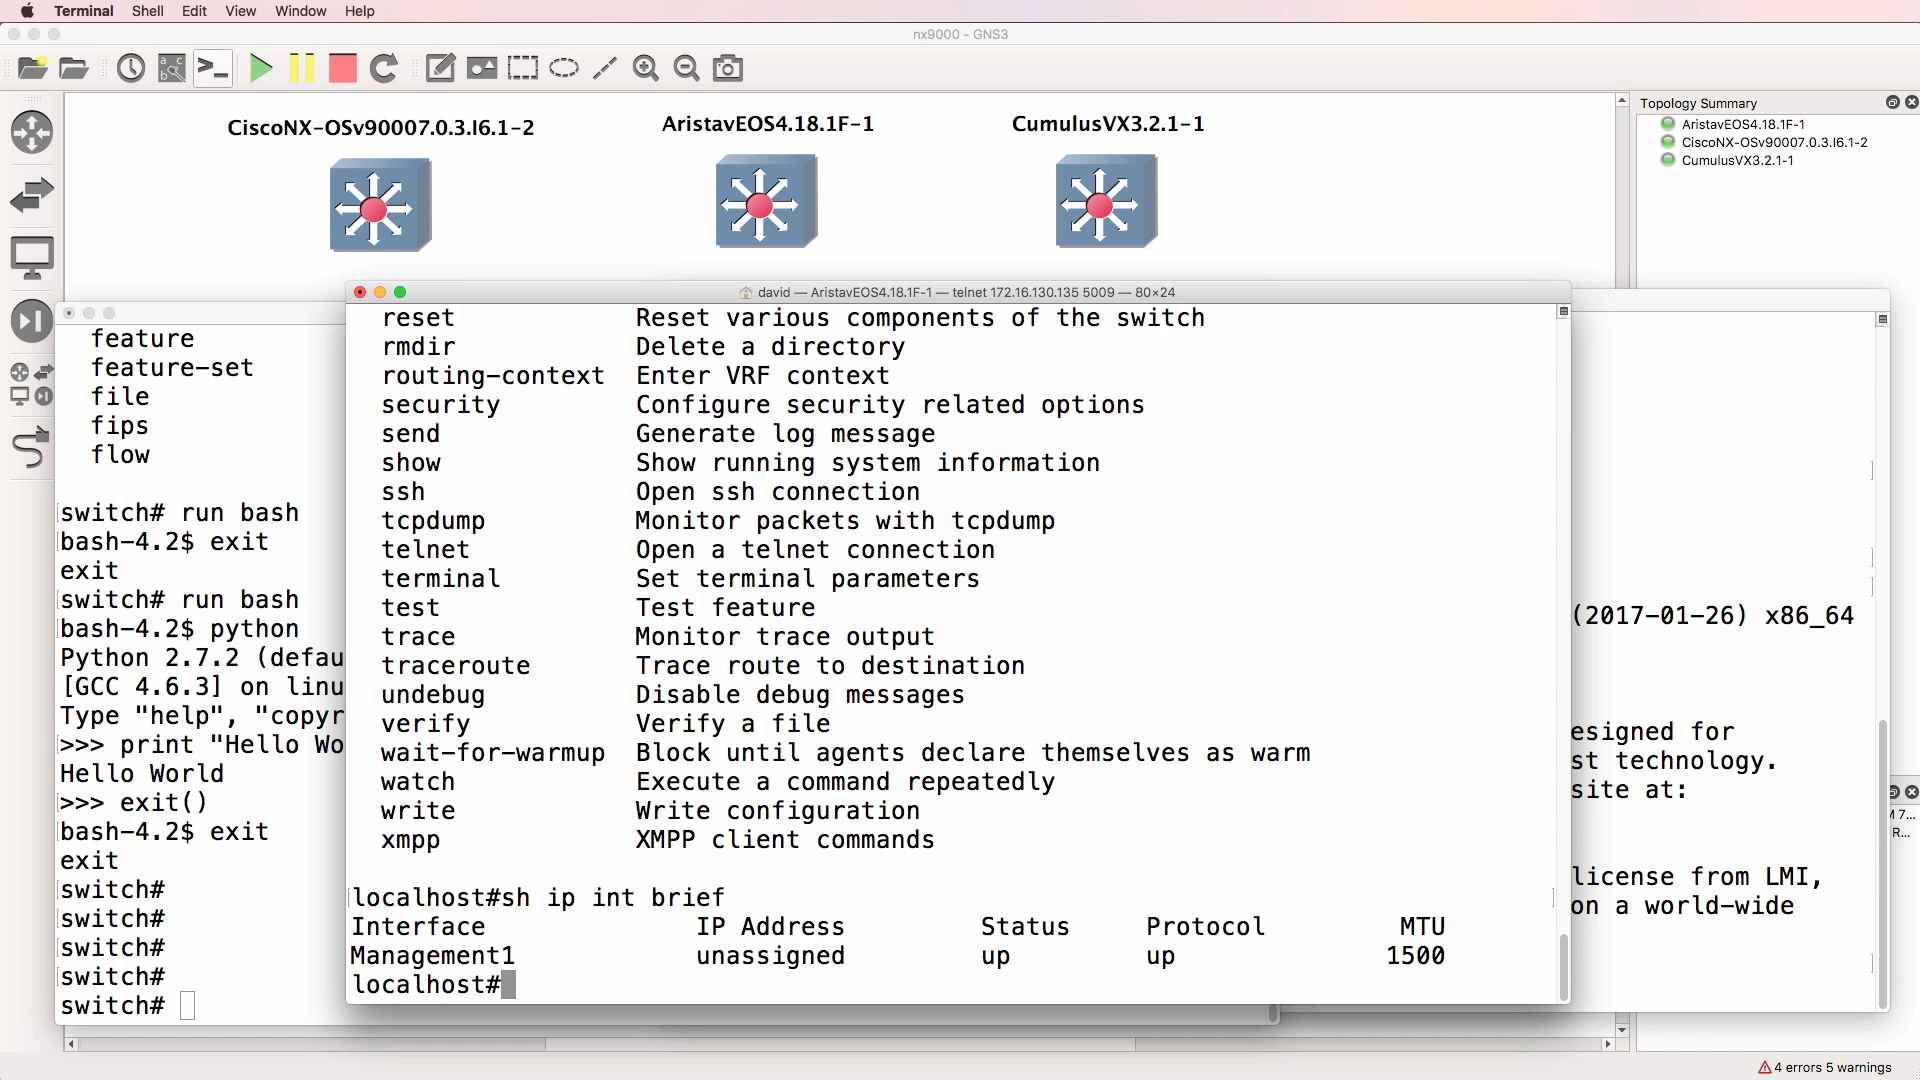 Terminal Shell Edit View Window Help
nx9000 - GNS3
CiscoNX-OSv90007.0.3.I6.1-2
AristavEOS4.18.1F-1
CumulusVX3.2.1-1
Topology Summary
AristavEOS4.18.1F-1
CiscoNX-OSv90007.0.3.I6.1-2
CumulusVX3.2.1-1
feature
feature-set
file
fips
flow
switch# run bash
bash-4.2$ exit
exit
switch# run bash
bash-4.2$ python
Python 2.7.2 (defau
[GCC 4.6.3] on linu
Type "help", "copyr
>>> print "Hello Wo
Hello World
>>> exit()
bash-4.2$ exit
exit
switch#
switch#
switch#
switch#
switch#
david — AristavEOS4.18.1F-1 — telnet 172.16.130.135 5009 — 80×24
reset Reset various components of the switch
rmdir Delete a directory
routing-context Enter VRF context
security Configure security related options
send Generate log message
show Show running system information
ssh Open ssh connection
tcpdump Monitor packets with tcpdump
telnet Open a telnet connection
terminal Set terminal parameters
test Test feature
trace Monitor trace output
traceroute Trace route to destination
undebug Disable debug messages
verify Verify a file
wait-for-warmup Block until agents declare themselves as warm
watch Execute a command repeatedly
write Write configuration
xmpp XMPP client commands
localhost#sh ip int brief
Interface IP Address Status Protocol MTU
Management1 unassigned up up 1500
localhost#
(2017-01-26) x86_64
esigned for
st technology.
site at:
license from LMI,
on a world-wide
7...
R...
4 errors 5 warnings